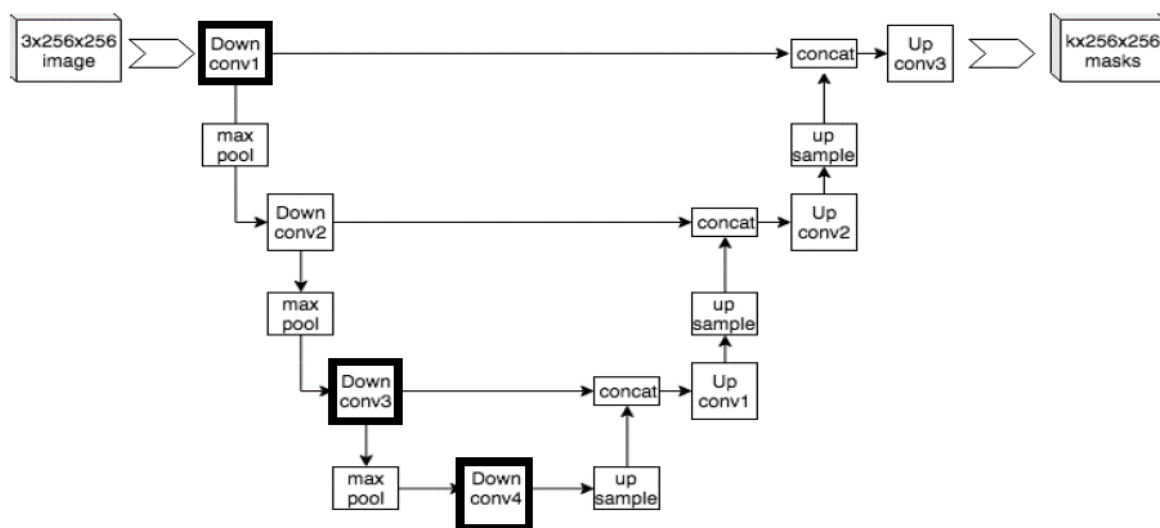 3x256x256
image
Down
conv1
concat
Up
conv3
kx256x256
masks
max
pool
up
sample
Down
conv2
concat
Up
conv2
max
pool
up
sample
Down
conv3
concat
Up
conv1
max
pool
Down
conv4
up
sample